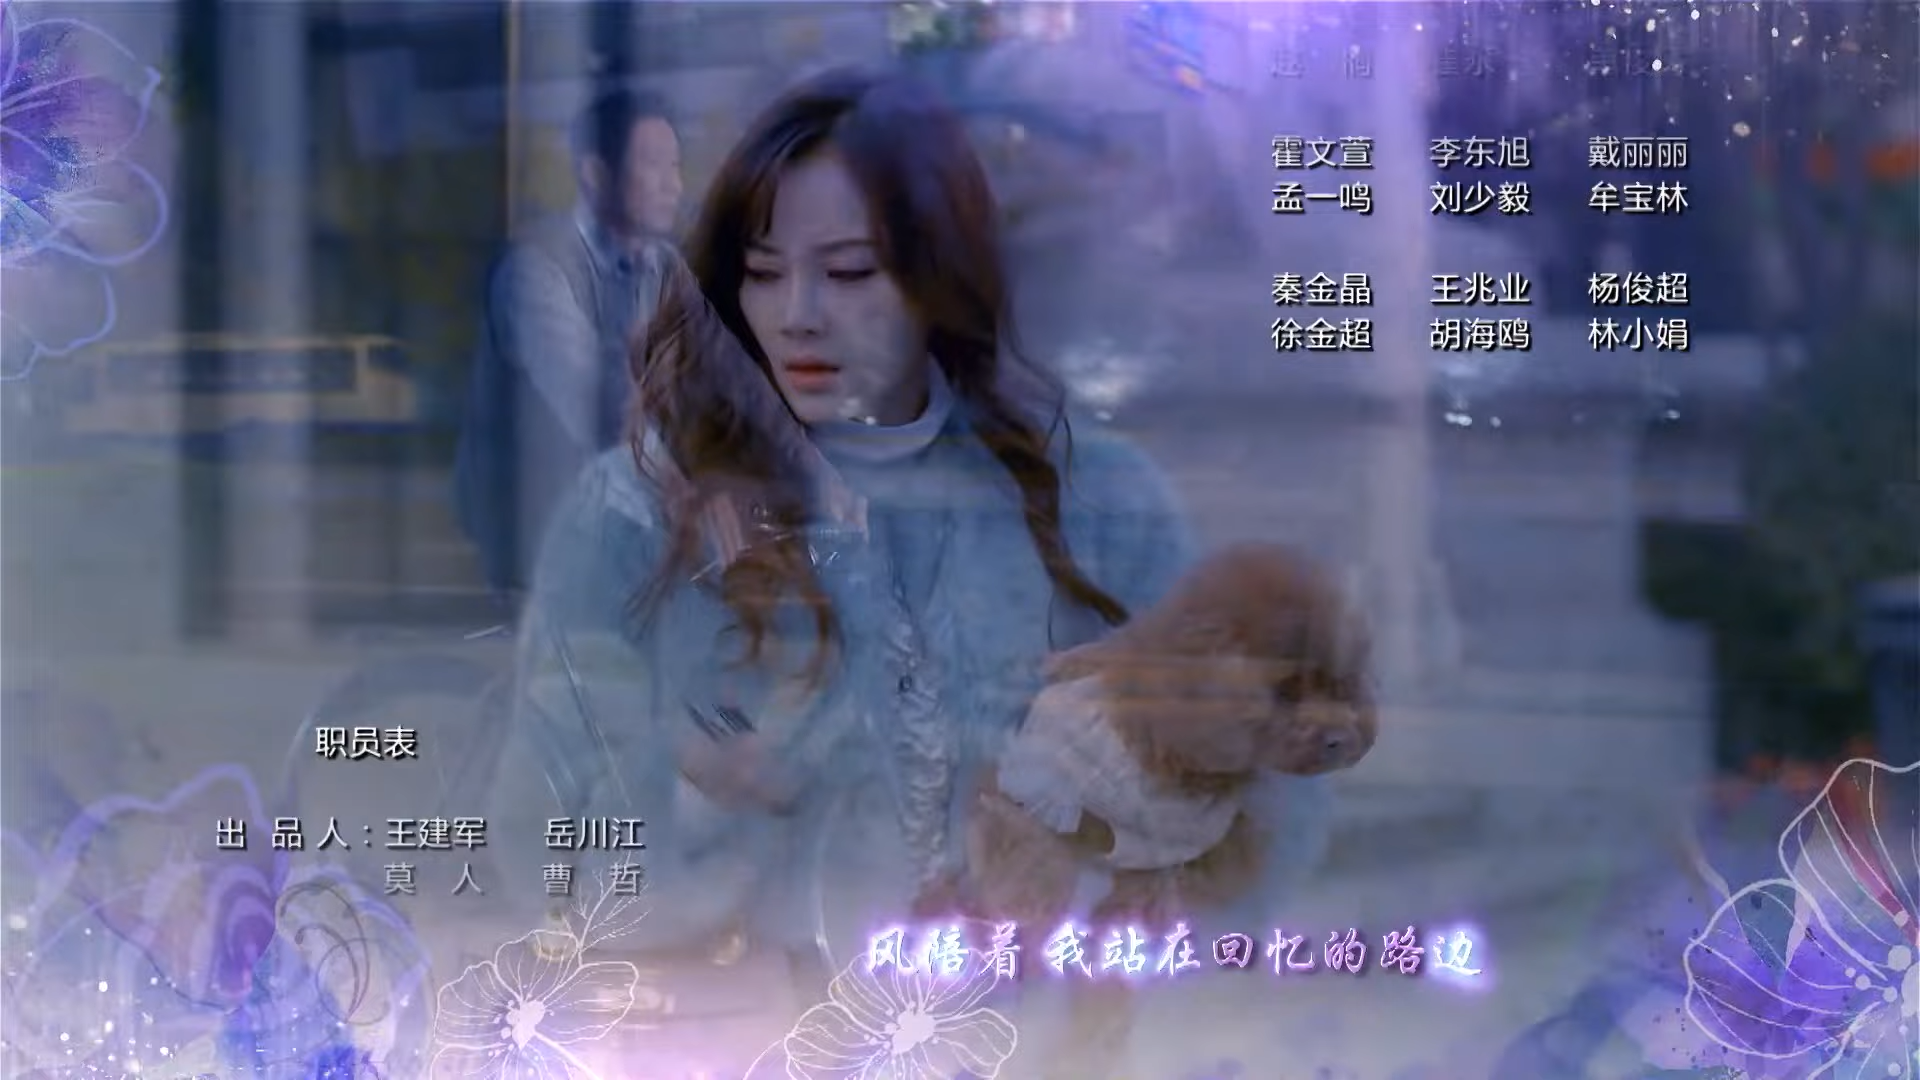 霍文萱 李东旭 戴丽丽
孟一鸣 刘少毅 牟宝林
秦金晶 王兆业 杨俊超
徐金超 胡海鸥 林小娟
职员表
出品人：王建军 岳川江
莫人 曹哲
风陪着 我站在回忆的路边